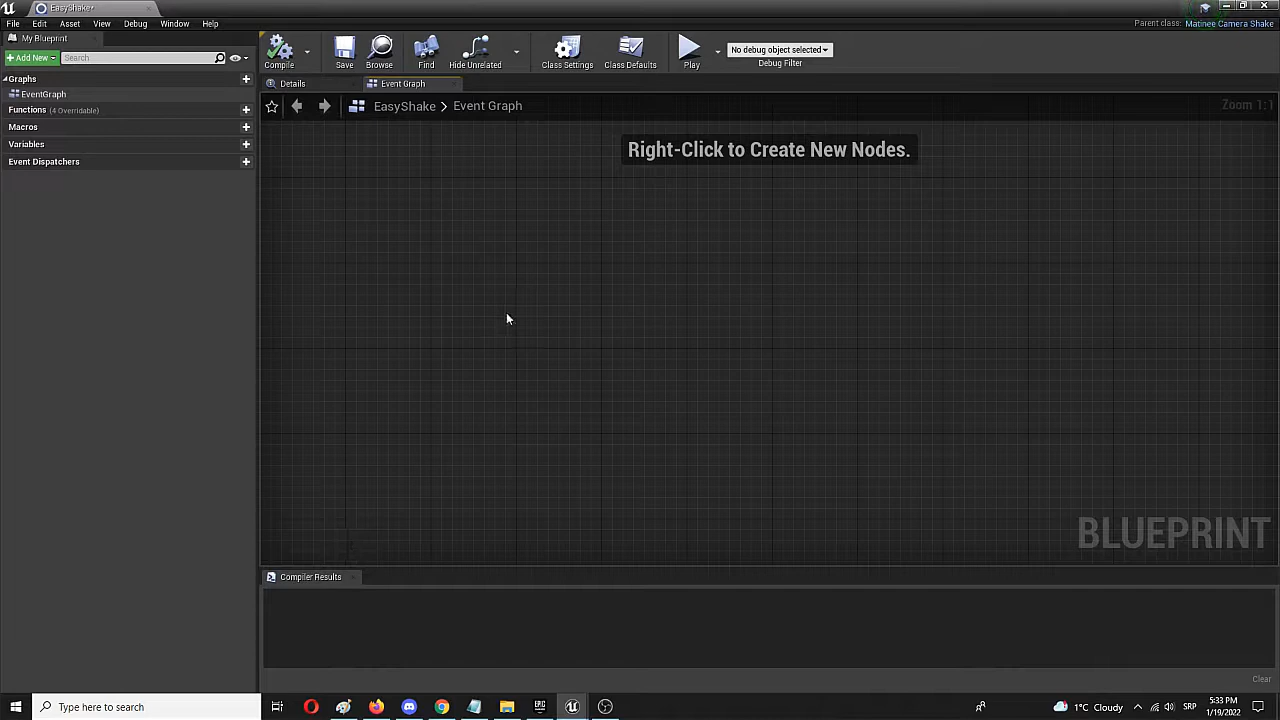 EasyShake*
File Edit Asset View Debug Window Help
Parent class: Matinee Camera Shake
My Blueprint
+ Add New Search
Compile Save Browse Find Hide Unrelated Class Settings Class Defaults Play No debug object selected
Debug Filter
Graphs
EventGraph
Functions (4 Overridable)
Macros
Variables
Event Dispatchers
Details Event Graph
EasyShake > Event Graph
Zoom 1:1
Right-Click to Create New Nodes.
BLUEPRINT
Compiler Results
Clear
Type here to search
1°C Cloudy SRP
5:33 PM
1/19/2022